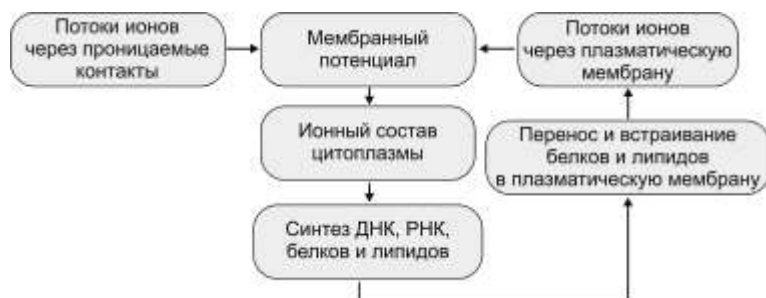 Потоки ионов
через проницаемые
контакты
Мембранный
потенциал
Потоки ионов
через плазматическую
мембрану
Ионный состав
цитоплазмы
Перенос и встраивание
белков и липидов
в плазматическую мембрану
Синтез ДНК, РНК,
белков и липидов